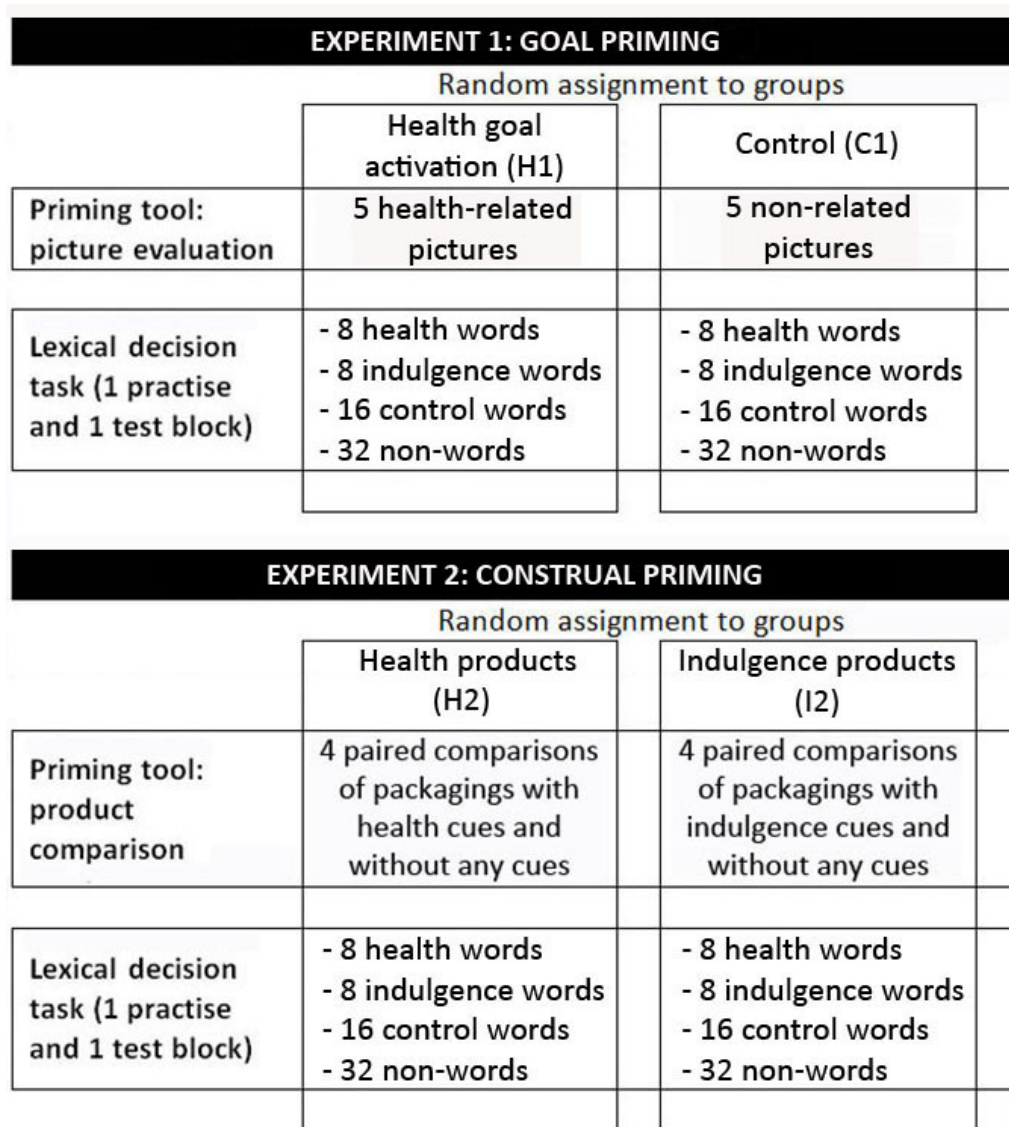 EXPERIMENT 1: GOAL PRIMING
Random assignment to groups
Health goal
activation (H1)
Control (C1)
Priming tool:
picture evaluation
5 health-related
pictures
5 non-related
pictures
Lexical decision
task (1 practise
and 1 test block)
- 8 health words
- 8 indulgence words
- 16 control words
- 32 non-words
- 8 health words
- 8 indulgence words
- 16 control words
- 32 non-words
EXPERIMENT 2: CONSTRUAL PRIMING
Random assignment to groups
Health products
(H2)
Indulgence products
(I2)
Priming tool:
product
comparison
4 paired comparisons
of packagings with
health cues and
without any cues
4 paired comparisons
of packagings with
indulgence cues and
without any cues
Lexical decision
task (1 practise
and 1 test block)
- 8 health words
- 8 indulgence words
- 16 control words
- 32 non-words
- 8 health words
- 8 indulgence words
- 16 control words
- 32 non-words